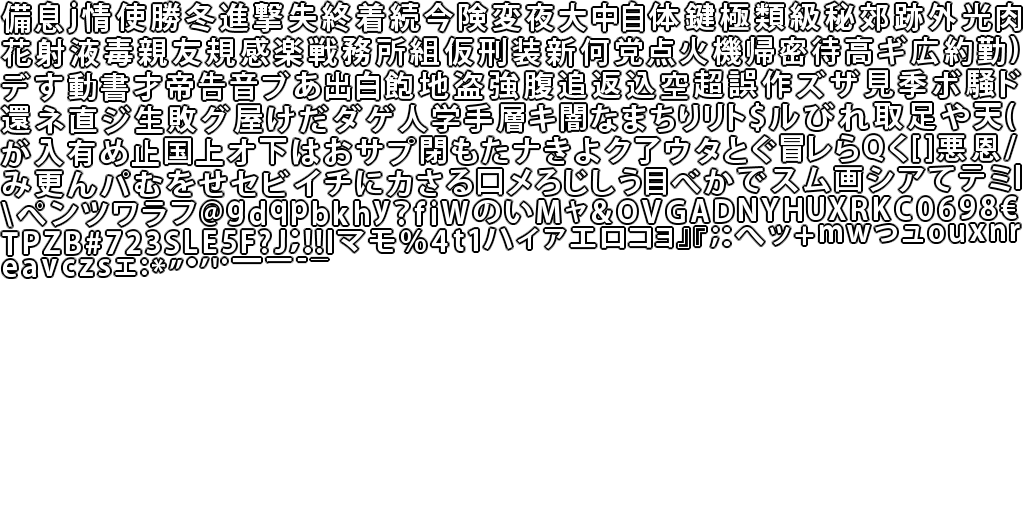 備息j情使勝冬進撃失終着続今険変夜大中自体鍵極類級秘郊跡外光肉
花射液毒親友規感楽戦務所組仮刑装新何党点火機帰密待高ギ広約勤)
デす動書才帝告音ブあ出白飽地盗強腹追返込空超誤作ズザ見季ボ騒ド
還ネ直ジ生敗グ屋けだダゲ人学手層キ闇なまちりリト$ルびれ取足や天(
が入有め止国上オ下はおサプ閉もたナきよク了ウタとぐ冒レらQく[]悪恩/
み更んパむをせセビイチにカさる口メろじしう目べかでスム画シアてテミ|
\ペンツワラフ@gdqpbkhy?fiWのいMヤ&OVGADNYHUXRKC0698€
TPZB#723SLE5F?J;!!!lマモ%4t1ハィァエロコヨ』『;:ヘッ+mwっユouxnr
eavczsェ:*"•'"•一ー-―